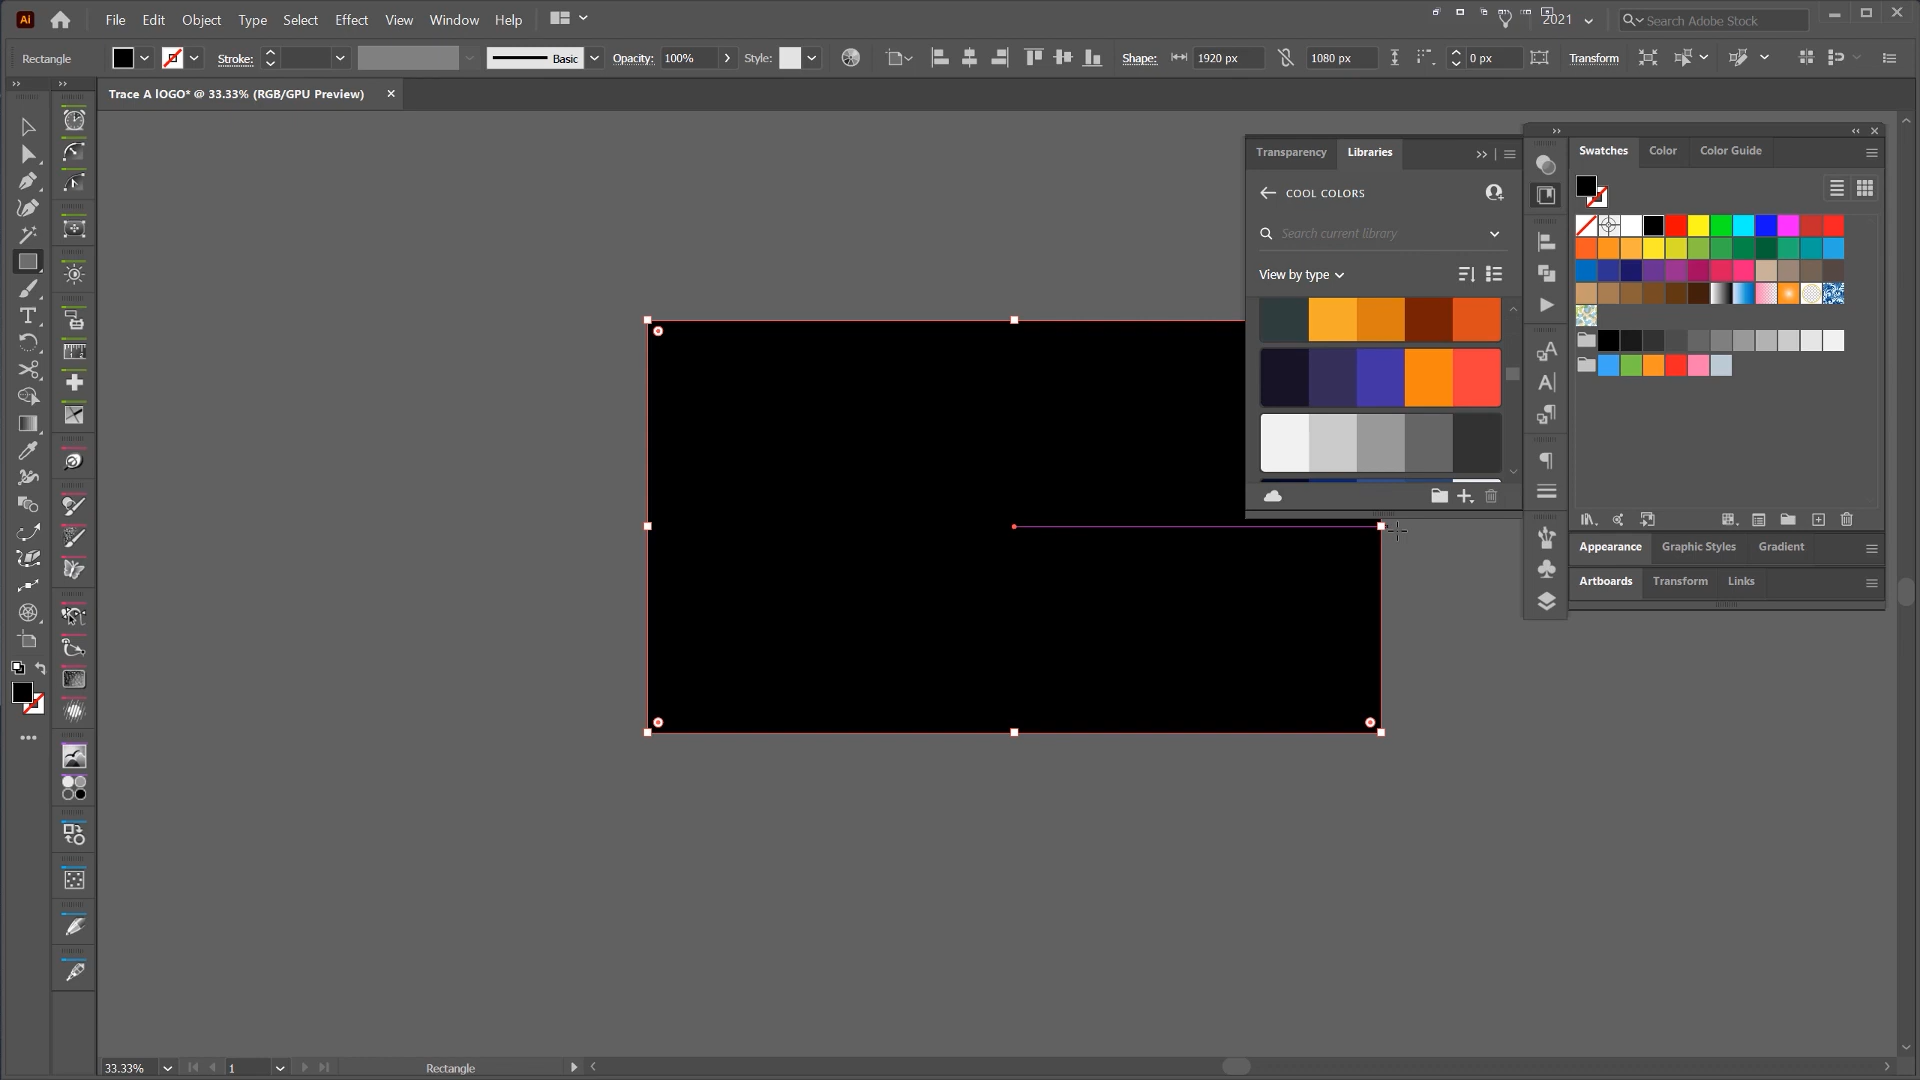 Ai File Edit Object Type Select Effect View Window Help 2021 Search Adobe Stock
Rectangle Stroke: Basic Opacity: 100% Style: Shape: 1920 px 1080 px 0 px Transform
Trace A lOGO* @ 33.33% (RGB/GPU Preview)
Transparency Libraries
COOL COLORS
Search current library
View by type
Swatches Color Color Guide
Appearance Graphic Styles Gradient
Artboards Transform Links
33.33% 1 Rectangle